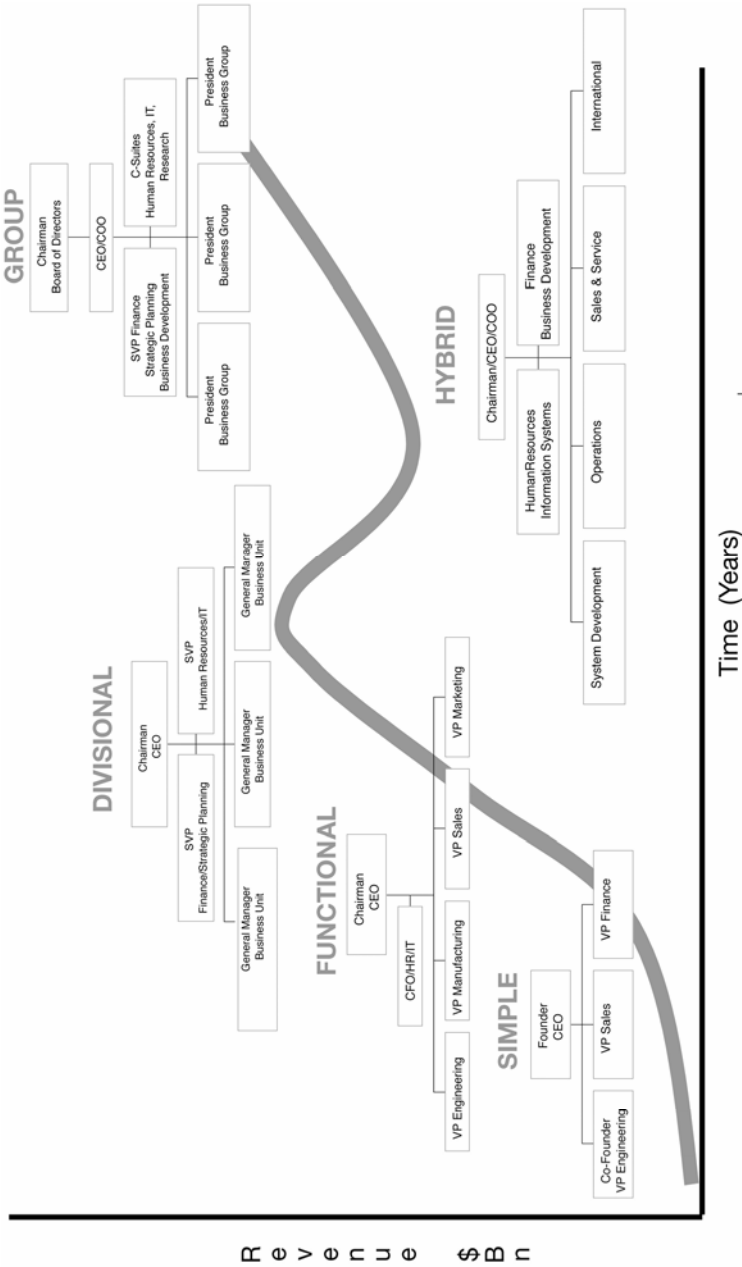 GROUP
Chairman
Board of Directors
CEO/COO
SVP Finance
Strategic Planning
Business Development
C-Suites
Human Resources, IT,
Research
President
Business Group
President
Business Group
President
Business Group
DIVISIONAL
Chairman
CEO
SVP
Finance/Strategic Planning
SVP
Human Resources/IT
General Manager
Business Unit
General Manager
Business Unit
General Manager
Business Unit
FUNCTIONAL
Chairman
CEO
CFO/HR/IT
VP Engineering
VP Manufacturing
VP Sales
VP Marketing
HYBRID
Chairman/CEO/COO
HumanResources
Information Systems
Finance
Business Development
System Development
Operations
Sales & Service
International
SIMPLE
Founder
CEO
Co-Founder
VP Engineering
VP Sales
VP Finance
Revenue $Bn
Time (Years)